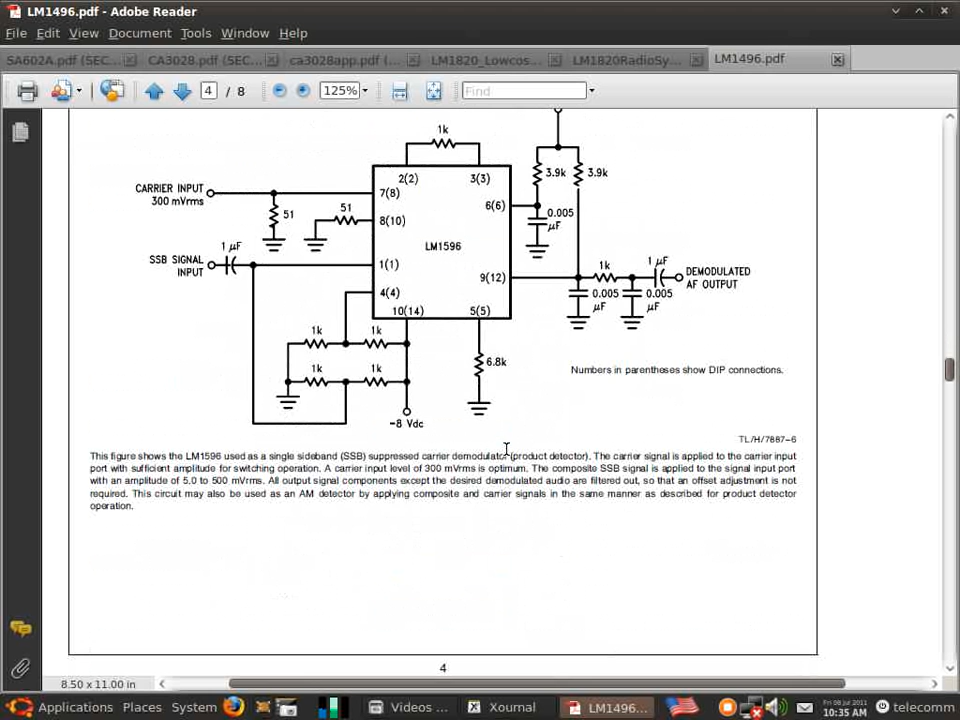 LM1496.pdf - Adobe Reader
File Edit View Document Tools Window Help
SA602A.pdf (SEC... CA3028.pdf (SEC... ca3028app.pdf (... LM1820_Lowcos... LM1820RadioSy... LM1496.pdf
4 / 8 125% Find
1k
2(2) 3(3)
3.9k 3.9k
CARRIER INPUT
300 mVrms
7(8)
51
51
8(10)
6(6)
0.005
μF
LM1596
1 μF
SSB SIGNAL
INPUT
1(1)
9(12)
1k
1 μF
DEMODULATED
AF OUTPUT
4(4)
0.005
μF
0.005
μF
10(14) 5(5)
1k 1k
6.8k
1k 1k
Numbers in parentheses show DIP connections.
-8 Vdc
TL/H/7887-6
This figure shows the LM1596 used as a single sideband (SSB) suppressed carrier demodulator (product detector). The carrier signal is applied to the carrier input
port with sufficient amplitude for switching operation. A carrier input level of 300 mVrms is optimum. The composite SSB signal is applied to the signal input port
with an amplitude of 5.0 to 500 mVrms. All output signal components except the desired demodulated audio are filtered out, so that an offset adjustment is not
required. This circuit may also be used as an AM detector by applying composite and carrier signals in the same manner as described for product detector
operation.
4
8.50 x 11.00 in
Applications Places System Videos ... Xournal LM1496... Fri 08 Jul 2011
10:35 AM telecomm